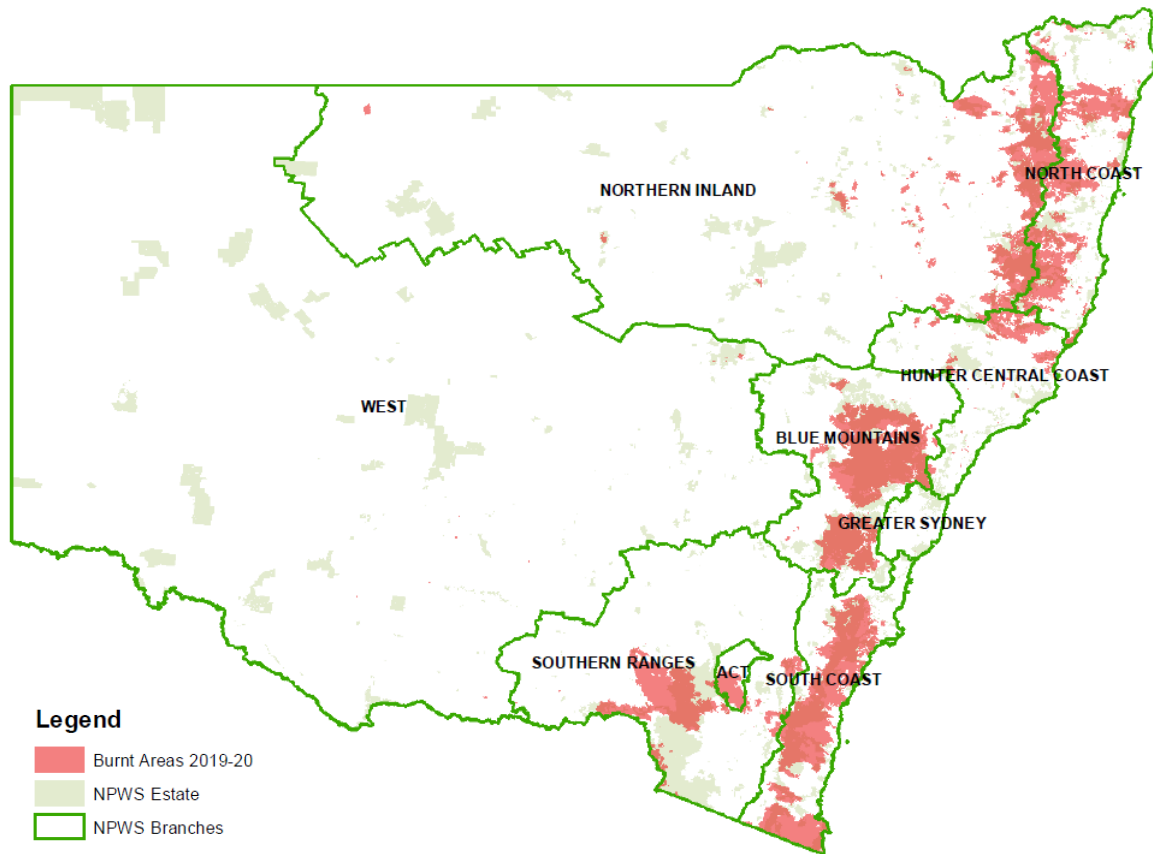 NORTH COAST
NORTHERN INLAND
HUNTER CENTRAL COAST
WEST
BLUE MOUNTAINS
GREATER SYDNEY
SOUTHERN RANGES
ACT
SOUTH COAST
Legend
Burnt Areas 2019-20
NPWS Estate
NPWS Branches